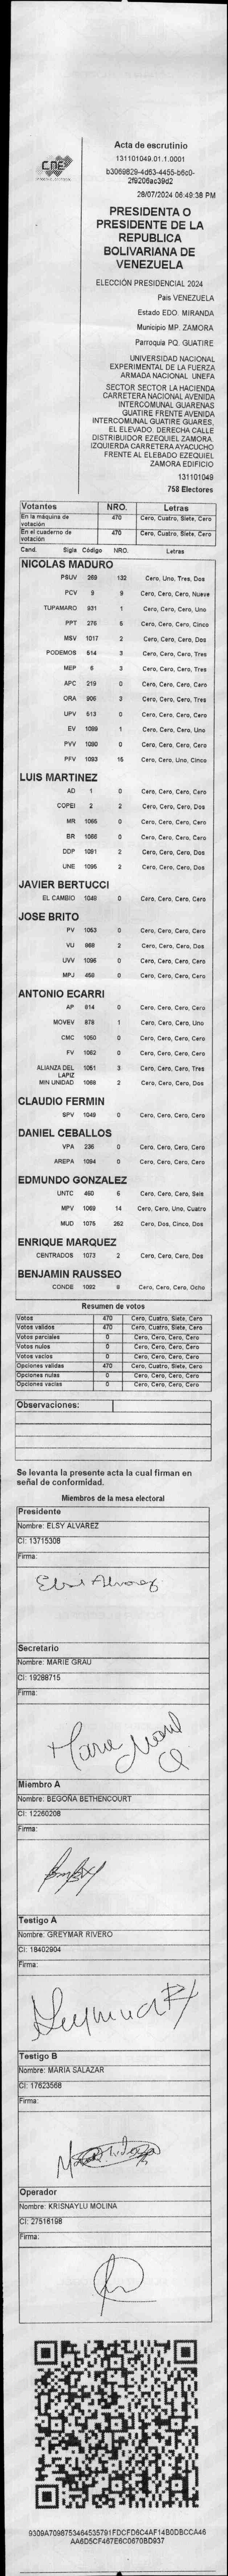 CNE
Acta de escrutinio
131101049.01.1.0001
28/07/2024 06:49:38 PM
PRESIDENTA O
PRESIDENTE DE LA
REPUBLICA
BOLIVARIANA DE
VENEZUELA
ELECCIÓN PRESIDENCIAL 2024
Pais VENEZUELA
Estado EDO. MIRANDA
Municipio MP. ZAMORA
Parroquia PQ. GUATIRE
UNIVERSIDAD NACIONAL
EXPERIMENTAL DE LA FUERZA
ARMADA NACIONAL UNEFA
SECTOR SECTOR LA HACIENDA
CARRETERA NACIONAL AVENIDA
INTERCOMUNAL GUARENAS
GUATIRE FRENTE AVENIDA
INTERCOMUNAL GUATIRE GUARES,
EL ELEVADO. DERECHA CALLE
DISTRIBUIDOR EZEQUIEL ZAMORA.
IZQUIERDA CARRETERA AYACUCHO
FRENTE AL ELEBADO EZEQUIEL
ZAMORA EDIFICIO
131101049
758 Electores
Votantes NRO. Letras
En la máquina de votación 470 Cero, Cuatro, Siete, Cero
En el cuaderno de votación 470 Cero, Cuatro, Siete, Cero
Cand. Sigla Código NRO. Letras
NICOLAS MADURO
PSUV 269 132 Cero, Uno, Tres, Dos
PCV 9 9 Cero, Cero, Cero, Nueve
TUPAMARO 931 1 Cero, Cero, Cero, Uno
PPT 276 5 Cero, Cero, Cero, Cinco
MSV 1017 2 Cero, Cero, Cero, Dos
PODEMOS 514 3 Cero, Cero, Cero, Tres
MEP 6 3 Cero, Cero, Cero, Tres
APC 219 0 Cero, Cero, Cero, Cero
ORA 906 3 Cero, Cero, Cero, Tres
UPV 513 0 Cero, Cero, Cero, Cero
EV 1089 1 Cero, Cero, Cero, Uno
PVV 1090 0 Cero, Cero, Cero, Cero
PFV 1093 15 Cero, Cero, Uno, Cinco
LUIS MARTINEZ
AD 1 0 Cero, Cero, Cero, Cero
COPEI 2 2 Cero, Cero, Cero, Dos
MR 1065 0 Cero, Cero, Cero, Cero
BR 1066 0 Cero, Cero, Cero, Cero
DDP 1091 2 Cero, Cero, Cero, Dos
UNE 1095 2 Cero, Cero, Cero, Dos
JAVIER BERTUCCI
EL CAMBIO 1048 0 Cero, Cero, Cero, Cero
JOSE BRITO
PV 1053 0 Cero, Cero, Cero, Cero
VU 968 2 Cero, Cero, Cero, Dos
UVV 1096 0 Cero, Cero, Cero, Cero
MPJ 458 0 Cero, Cero, Cero, Cero
ANTONIO ECARRI
AP 814 0 Cero, Cero, Cero, Cero
MOVEV 878 1 Cero, Cero, Cero, Uno
CMC 1050 0 Cero, Cero, Cero, Cero
FV 1052 0 Cero, Cero, Cero, Cero
ALIANZA DEL LAPIZ 1051 3 Cero, Cero, Cero, Tres
MIN UNIDAD 1069 2 Cero, Cero, Cero, Dos
CLAUDIO FERMIN
SPV 1049 0 Cero, Cero, Cero, Cero
DANIEL CEBALLOS
VPA 236 0 Cero, Cero, Cero, Cero
AREPA 1094 0 Cero, Cero, Cero, Cero
EDMUNDO GONZALEZ
UNTC 460 6 Cero, Cero, Cero, Seis
MPV 1069 14 Cero, Cero, Uno, Cuatro
MUD 1075 252 Cero, Dos, Cinco, Dos
ENRIQUE MARQUEZ
CENTRADOS 1073 2 Cero, Cero, Cero, Dos
BENJAMIN RAUSSEO
CONDE 1092 8 Cero, Cero, Cero, Ocho
Resumen de votos
Votos 470 Cero, Cuatro, Siete, Cero
Votos validos 470 Cero, Cuatro, Siete, Cero
Votos parciales 0 Cero, Cero, Cero, Cero
Votos nulos 0 Cero, Cero, Cero, Cero
Votos vacíos 0 Cero, Cero, Cero, Cero
Opciones validas 470 Cero, Cuatro, Siete, Cero
Opciones nulas 0 Cero, Cero, Cero, Cero
Opciones vacias 0 Cero, Cero, Cero, Cero
Observaciones:
Se levanta la presente acta la cual firman en
señal de conformidad.
Miembros de la mesa electoral
Presidente
Nombre: ELSY ALVAREZ
CI: 13715308
Firma:
Elsy Alvarez
Secretario
Nombre: MARIE GRAU
CI: 19288715
Firma:
Miembro A
Nombre: BEGOÑA BETHENCOURT
CI: 12260208
Firma:
Testigo A
Nombre: GREYMAR RIVERO
CI: 18402904
Firma:
Testigo B
Nombre: MARIA SALAZAR
CI: 17623568
Firma:
Operador
Nombre: KRISNAYLU MOLINA
CI: 27516198
Firma: